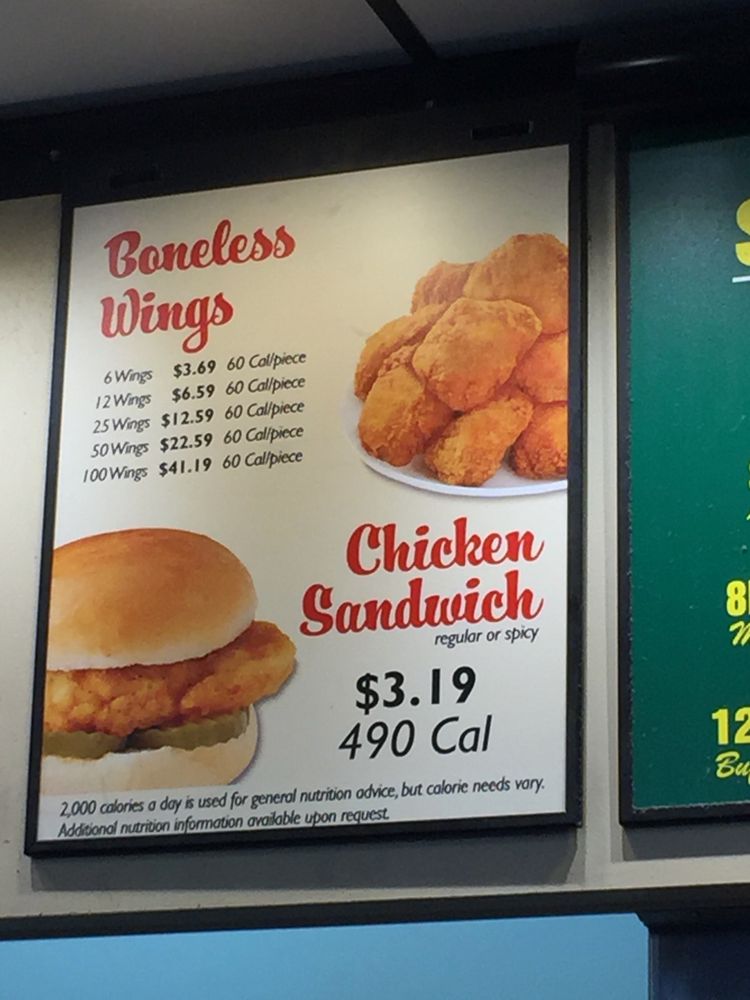 Boneless
Wings
6 Wings $3.69 60 Cal/piece
12 Wings $6.59 60 Cal/piece
25 Wings $12.59 60 Cal/piece
50 Wings $22.59 60 Cal/piece
100 Wings $41.19 60 Cal/piece
Chicken
Sandwich
regular or spicy
$3.19
490 Cal
2,000 calories a day is used for general nutrition advice, but calorie needs vary.
Additional nutrition information available upon request.
8
12
Bu